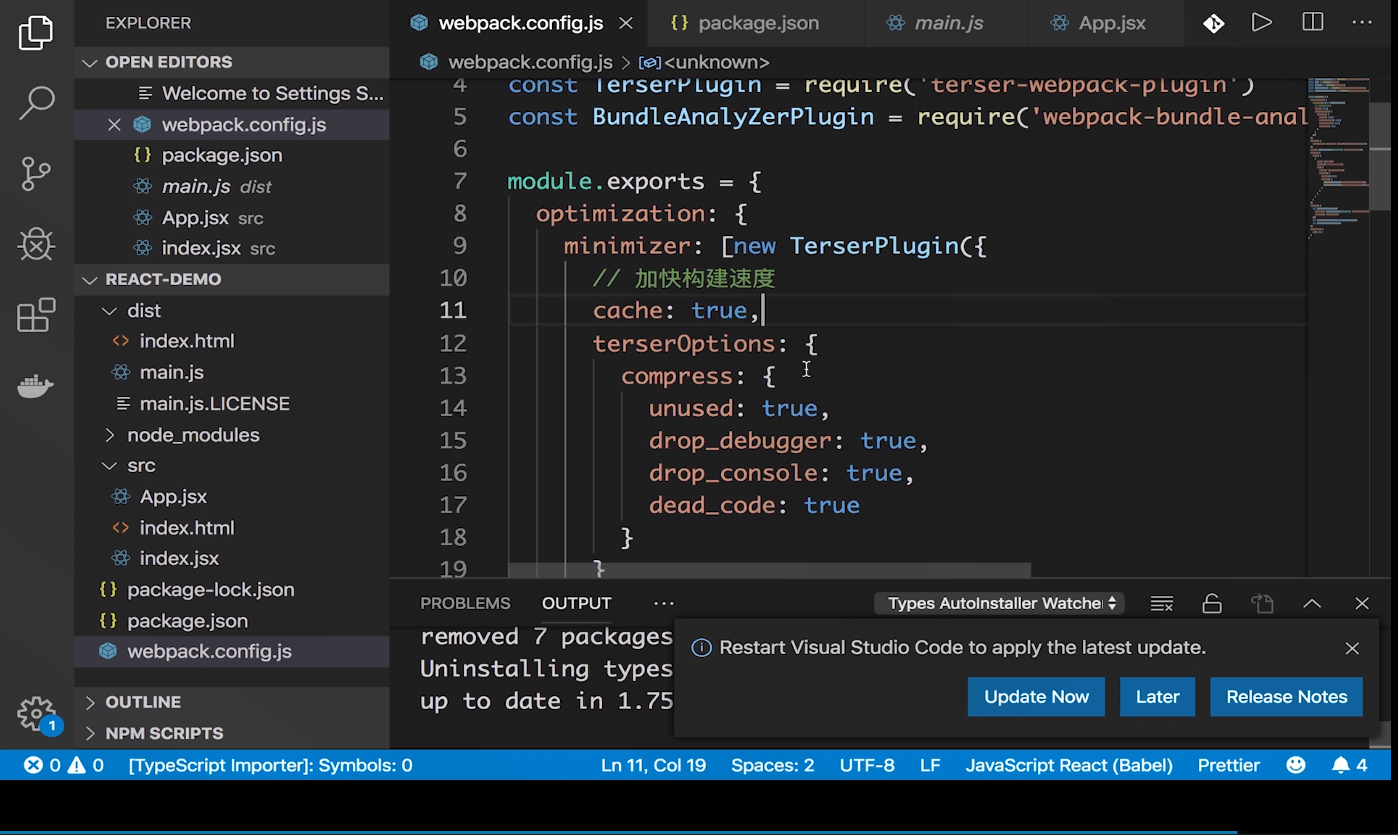 EXPLORER
OPEN EDITORS
Welcome to Settings S...
webpack.config.js
{} package.json
main.js dist
App.jsx src
index.jsx src
REACT-DEMO
dist
<> index.html
main.js
main.js.LICENSE
node_modules
src
App.jsx
<> index.html
index.jsx
{} package-lock.json
{} package.json
webpack.config.js
OUTLINE
NPM SCRIPTS
1
webpack.config.js
{} package.json
main.js
App.jsx
webpack.config.js > <unknown>
4 const TerserPlugin = require('terser-webpack-plugin')
5 const BundleAnalyZerPlugin = require('webpack-bundle-anal
6
7 module.exports = {
8 optimization: {
9 minimizer: [new TerserPlugin({
10 // 加快构建速度
11 cache: true,
12 terserOptions: {
13 compress: {
14 unused: true,
15 drop_debugger: true,
16 drop_console: true,
17 dead_code: true
18 }
19 }
PROBLEMS OUTPUT ... Types AutoInstaller Watche
removed 7 packages
Uninstalling types
up to date in 1.75
Restart Visual Studio Code to apply the latest update.
Update Now Later Release Notes
0 0 [TypeScript Importer]: Symbols: 0 Ln 11, Col 19 Spaces: 2 UTF-8 LF JavaScript React (Babel) Prettier 4